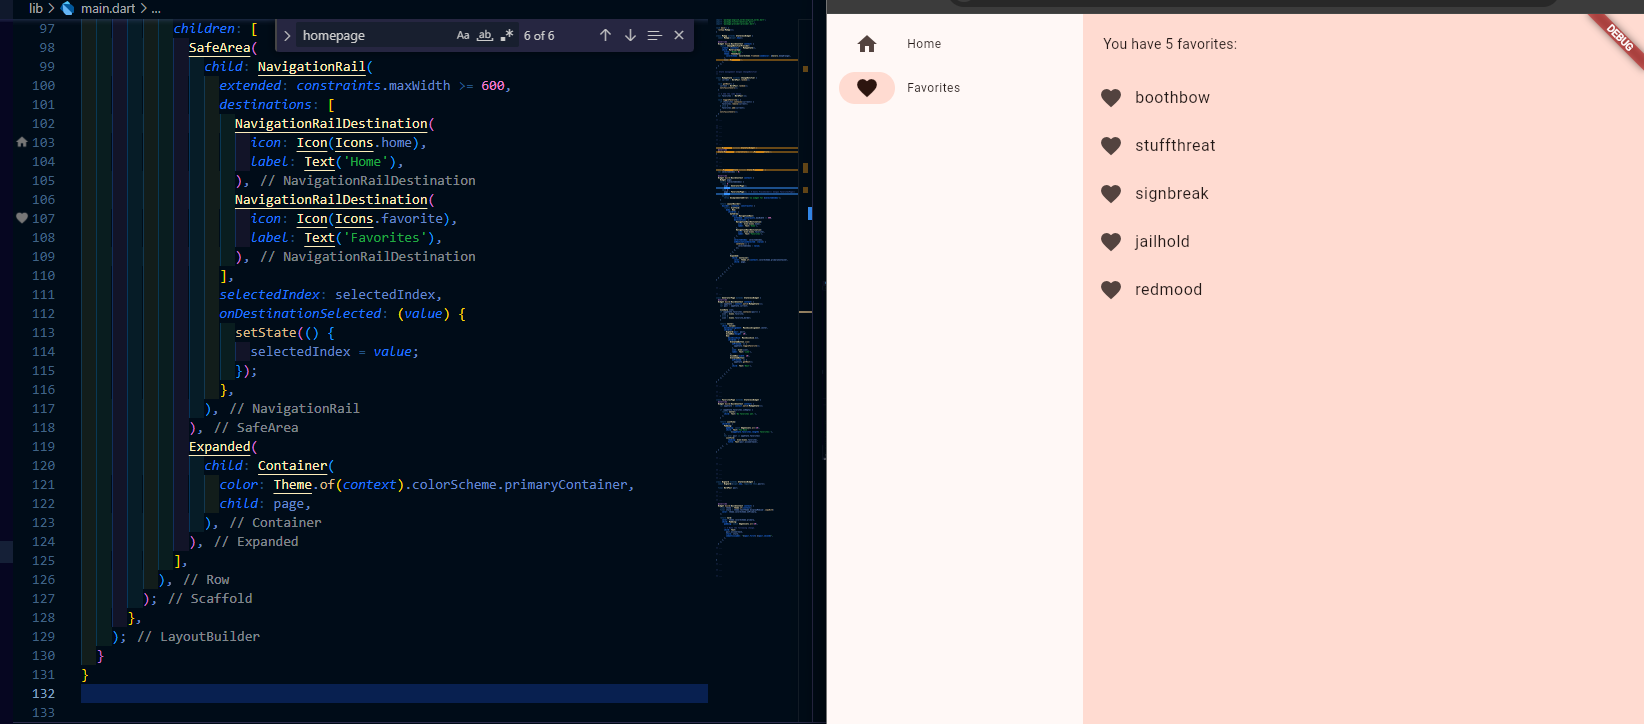 lib > main.dart > ...
homepage
Aa ab .* 6 of 6
97 children: [
98 SafeArea(
99 child: NavigationRail(
100 extended: constraints.maxWidth >= 600,
101 destinations: [
102 NavigationRailDestination(
103 icon: Icon(Icons.home),
104 label: Text('Home'),
105 ), // NavigationRailDestination
106 NavigationRailDestination(
107 icon: Icon(Icons.favorite),
108 label: Text('Favorites'),
109 ), // NavigationRailDestination
110 ],
111 selectedIndex: selectedIndex,
112 onDestinationSelected: (value) {
113 setState(() {
114 selectedIndex = value;
115 });
116 },
117 ), // NavigationRail
118 ), // SafeArea
119 Expanded(
120 child: Container(
121 color: Theme.of(context).colorScheme.primaryContainer,
122 child: page,
123 ), // Container
124 ), // Expanded
125 ],
126 ), // Row
127 ); // Scaffold
128 },
129 ); // LayoutBuilder
130 }
131 }
132
133
Home
Favorites
You have 5 favorites:
boothbow
stuffthreat
signbreak
jailhold
redmood
DEBUG